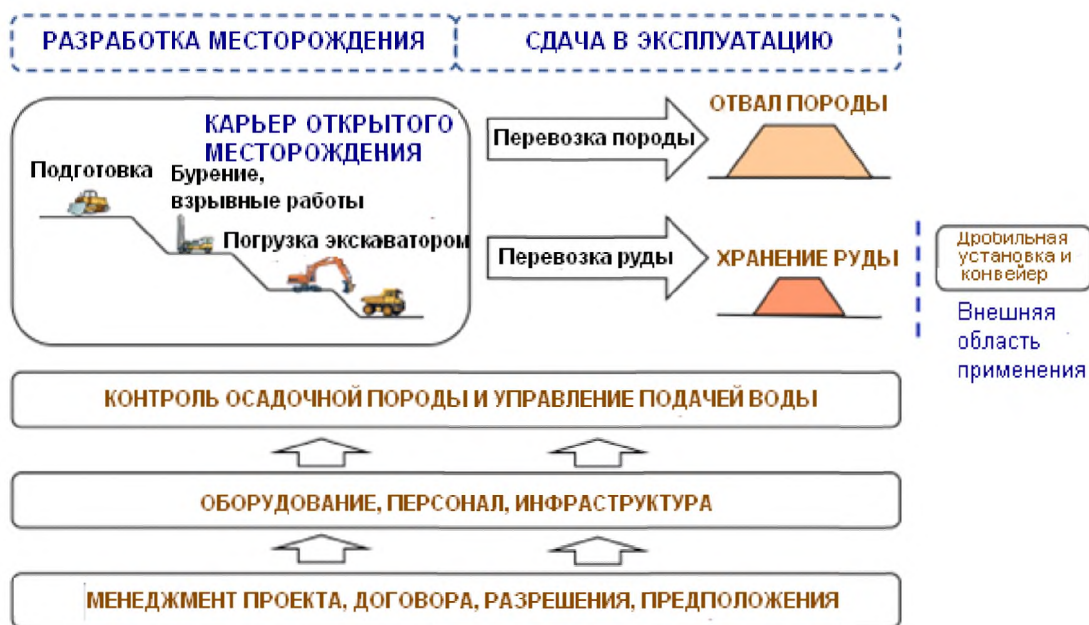 РАЗРАБОТКА МЕСТОРОЖДЕНИЯ
СДАЧА В ЭКСПЛУАТАЦИЮ
КАРЬЕР ОТКРЫТОГО
МЕСТОРОЖДЕНИЯ
Подготовка
Бурение,
взрывные работы
Погрузка экскаватором
Перевозка породы
ОТВАЛ ПОРОДЫ
Перевозка руды
ХРАНЕНИЕ РУДЫ
Дробильная
установка и
конвейер
Внешняя
область
применения
КОНТРОЛЬ ОСАДОЧНОЙ ПОРОДЫ И УПРАВЛЕНИЕ ПОДАЧЕЙ ВОДЫ
ОБОРУДОВАНИЕ, ПЕРСОНАЛ, ИНФРАСТРУКТУРА
МЕНЕДЖМЕНТ ПРОЕКТА, ДОГОВОРА, РАЗРЕШЕНИЯ, ПРЕДПОЛОЖЕНИЯ